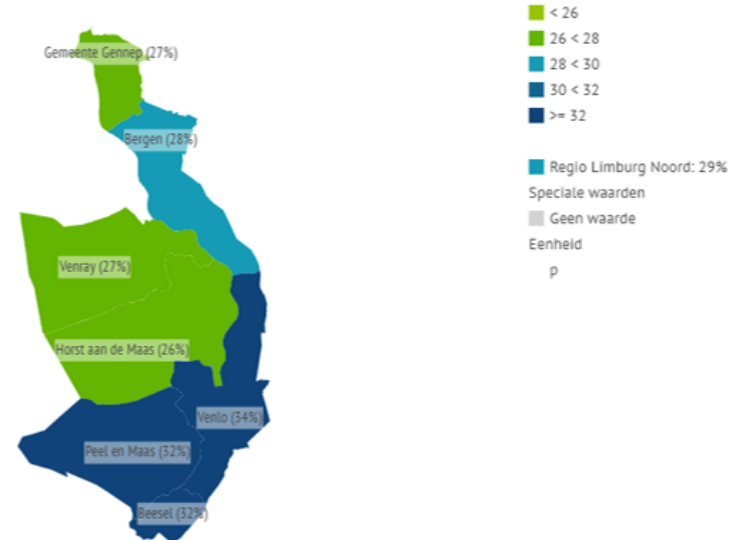 Gemeente Gennep (27%)
Bergen (28%)
Venray (27%)
Horst aan de Maas (26%)
Venlo (34%)
Peel en Maas (32%)
Beesel (32%)
< 26
26 < 28
28 < 30
30 < 32
>= 32
Regio Limburg Noord: 29%
Speciale waarden
Geen waarde
Eenheid
p